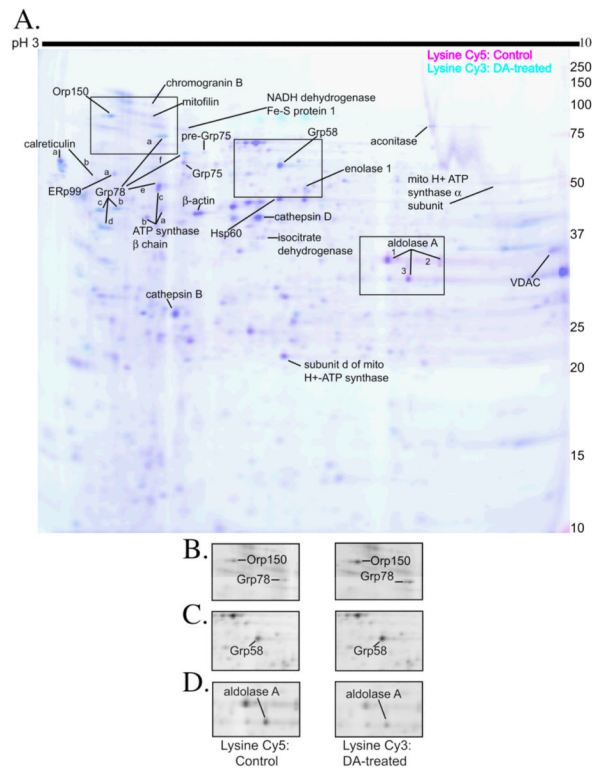 A.
pH 3
10
Lysine Cy5: Control
Lysine Cy3: DA-treated
250
150
100
75
50
37
25
20
15
10
chromogranin B
Orp150
mitofilin
NADH dehydrogenase
Fe-S protein 1
pre-Grp75
Grp58
aconitase
calreticulin
a
b
a
a
f
Grp75
enolase 1
mito H+ ATP
synthase α
subunit
ERp99
Grp78
e
c
b
c
d
b
a
β-actin
cathepsin D
ATP synthase
β chain
Hsp60
isocitrate
dehydrogenase
aldolase A
1
2
3
VDAC
cathepsin B
subunit d of mito
H+-ATP synthase
B.
Orp150
Grp78
Orp150
Grp78
C.
Grp58
Grp58
D.
aldolase A
aldolase A
Lysine Cy5:
Control
Lysine Cy3:
DA-treated